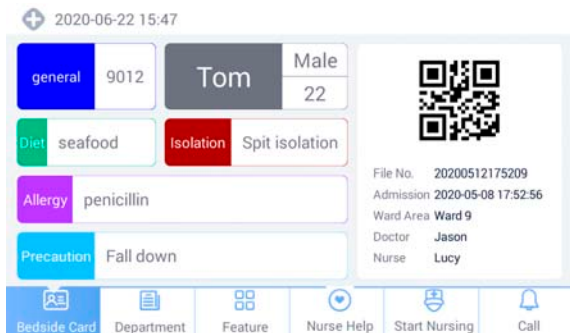 2020-06-22 15:47
general 9012
Tom
Male
22
Diet seafood
Isolation Spit isolation
Allergy penicillin
Precaution Fall down
File No. 20200512175209
Admission 2020-05-08 17:52:56
Ward Area Ward 9
Doctor Jason
Nurse Lucy
Bedside Card Department Feature Nurse Help Start Nursing Call